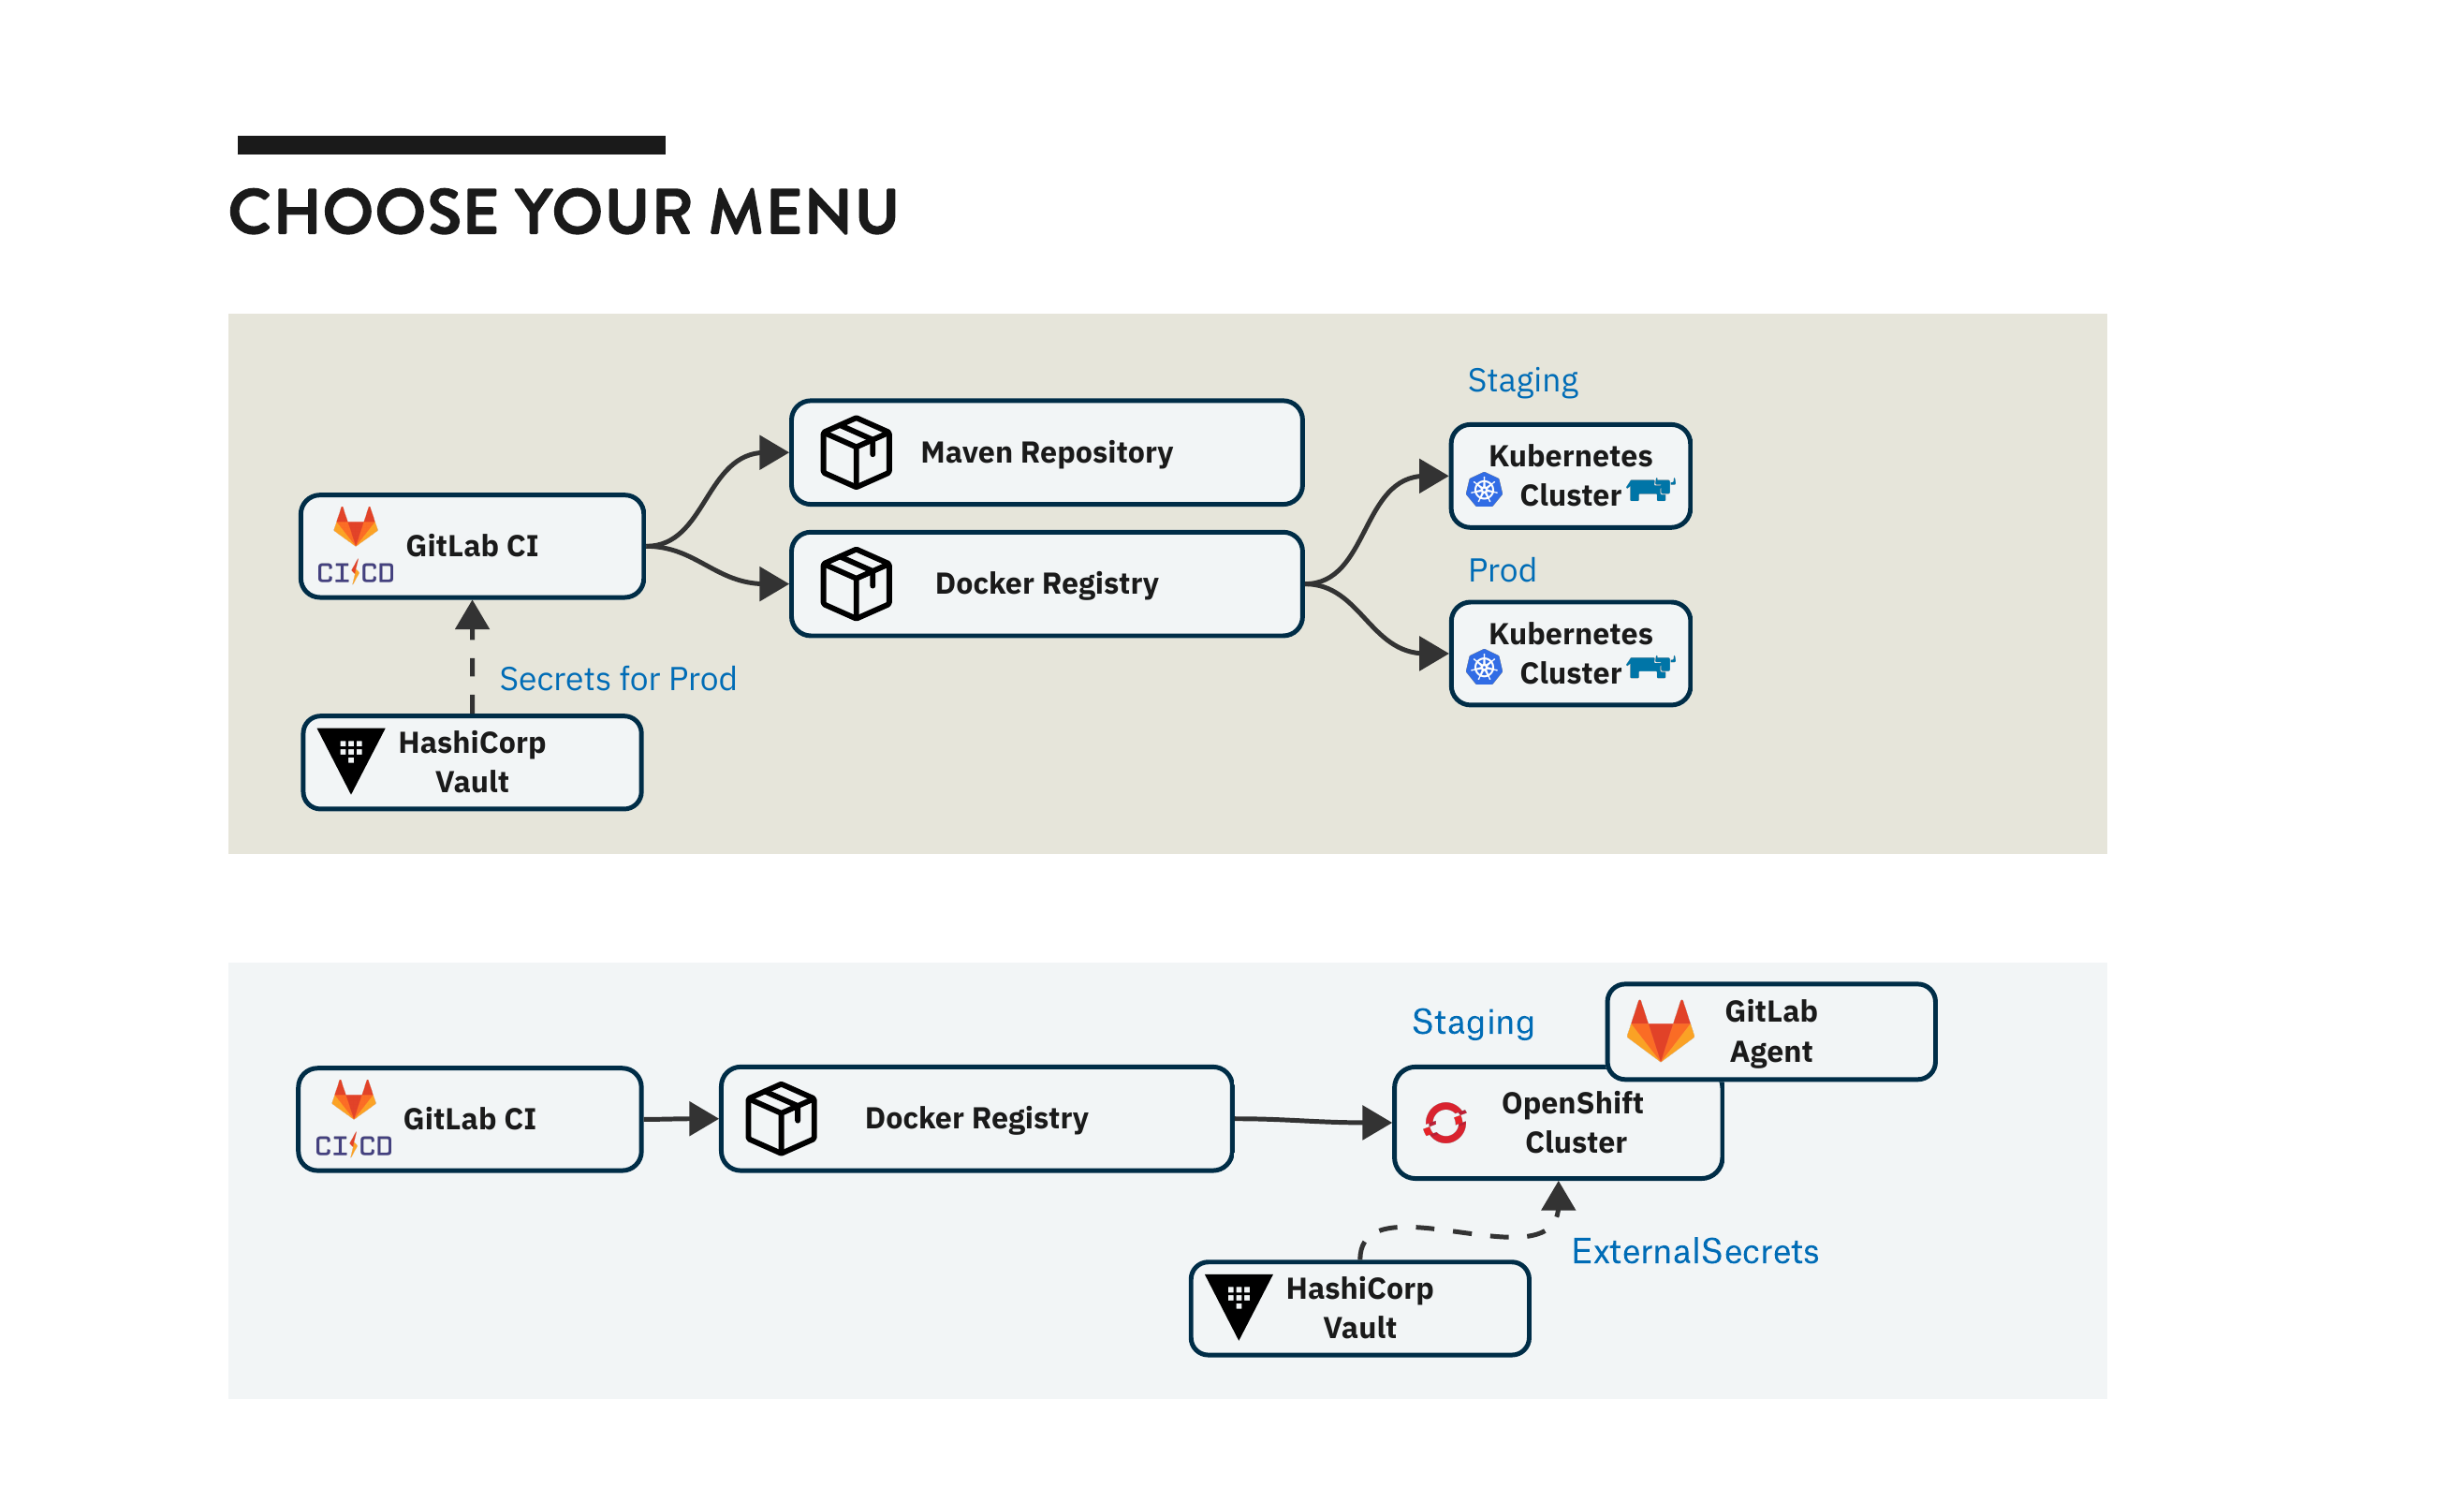 CHOOSE YOUR MENU
Staging
Maven Repository
Kubernetes
Cluster
GitLab CI
CI/CD
Docker Registry
Prod
Kubernetes
Cluster
Secrets for Prod
HashiCorp
Vault
Staging
GitLab
Agent
GitLab CI
CI/CD
Docker Registry
OpenShift
Cluster
ExternalSecrets
HashiCorp
Vault